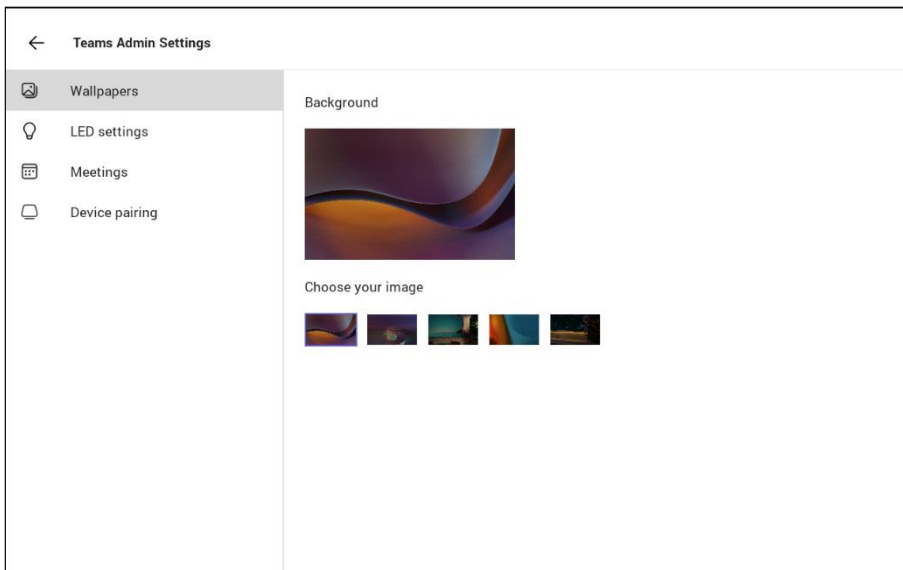 Teams Admin Settings
Wallpapers
LED settings
Meetings
Device pairing
Background
Choose your image